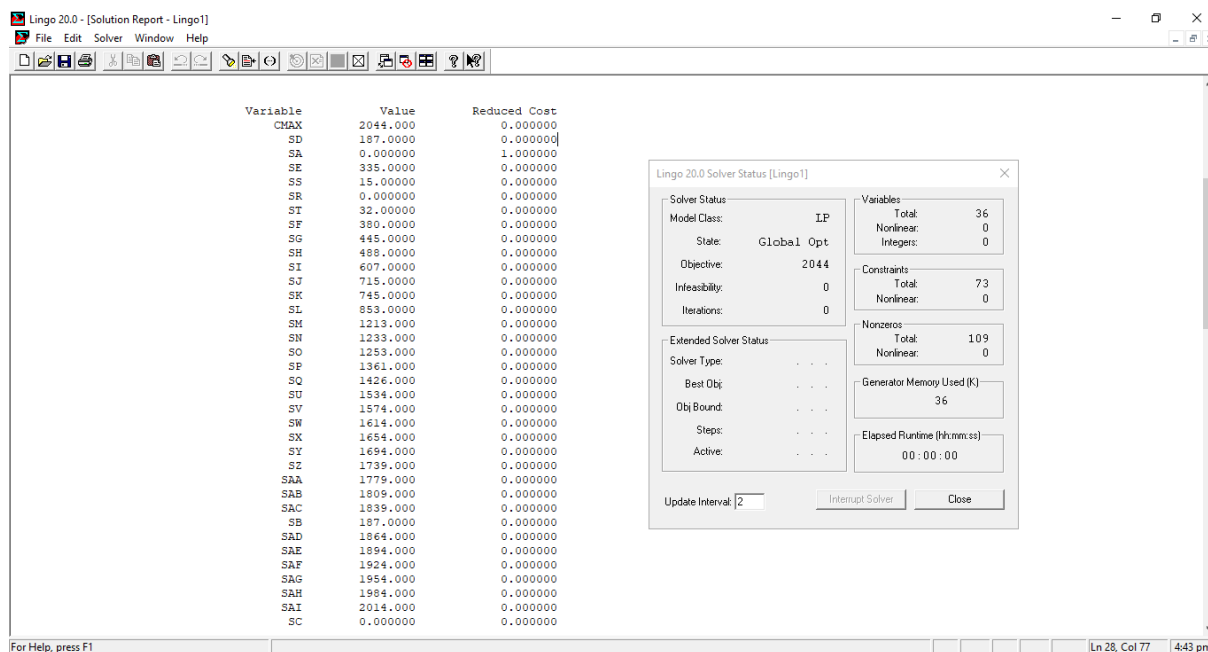 Lingo 20.0 - [Solution Report - Lingo1]
File Edit Solver Window Help
Variable Value Reduced Cost
CMAX 2044.000 0.000000
SD 187.0000 0.000000
SA 0.000000 1.000000
SE 335.0000 0.000000
SS 15.00000 0.000000
SR 0.000000 0.000000
ST 32.00000 0.000000
SF 380.0000 0.000000
SG 445.0000 0.000000
SH 488.0000 0.000000
SI 607.0000 0.000000
SJ 715.0000 0.000000
SK 745.0000 0.000000
SL 853.0000 0.000000
SM 1213.000 0.000000
SN 1233.000 0.000000
SO 1253.000 0.000000
SP 1361.000 0.000000
SQ 1426.000 0.000000
SU 1534.000 0.000000
SV 1574.000 0.000000
SW 1614.000 0.000000
SX 1654.000 0.000000
SY 1694.000 0.000000
SZ 1739.000 0.000000
SAA 1779.000 0.000000
SAB 1809.000 0.000000
SAC 1839.000 0.000000
SB 187.0000 0.000000
SAD 1864.000 0.000000
SAE 1894.000 0.000000
SAF 1924.000 0.000000
SAG 1954.000 0.000000
SAH 1984.000 0.000000
SAI 2014.000 0.000000
SC 0.000000 0.000000
Lingo 20.0 Solver Status [Lingo1]
Solver Status
Model Class: LP
State: Global Opt
Objective: 2044
Infeasibility: 0
Iterations: 0
Extended Solver Status
Solver Type: . . .
Best Obj: . . .
Obj Bound: . . .
Steps: . . .
Active: . . .
Variables
Total: 36
Nonlinear: 0
Integers: 0
Constraints
Total: 73
Nonlinear: 0
Nonzeros
Total: 109
Nonlinear: 0
Generator Memory Used (K)
36
Elapsed Runtime (hh:mm:ss)
00:00:00
Update Interval: 2
Interrupt Solver
Close
For Help, press F1
Ln 28, Col 77
4:43 pm